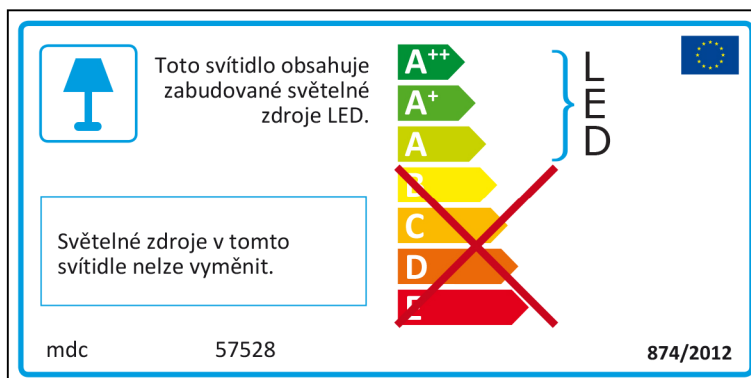 Toto svítidlo obsahuje
zabudované světelné
zdroje LED.
A++
A+
A
B
C
D
E
L
E
D
Světelné zdroje v tomto
svítidle nelze vyměnit.
mdc 57528
874/2012